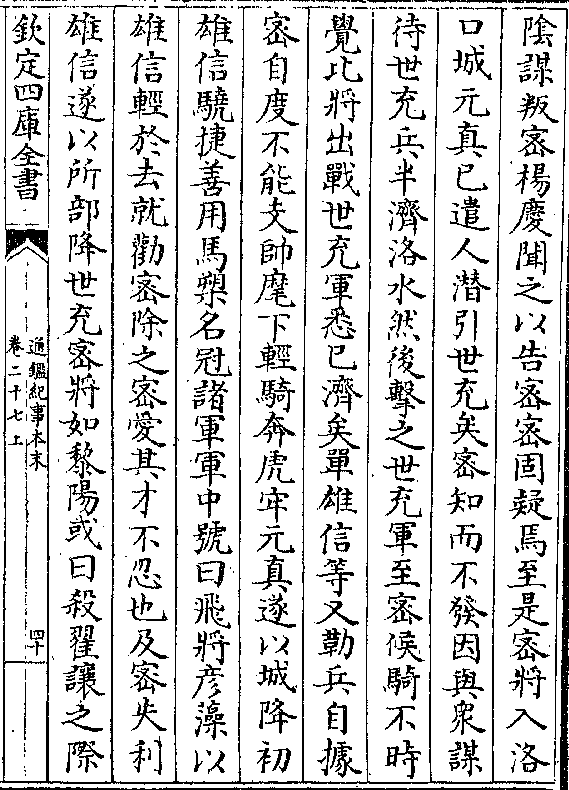 陰謀叛密楊慶聞之以告密密固疑焉至是密將入洛
口城元真已遣人潛引世充矣密知而不發因與衆謀
待世充兵半濟洛水然後擊之世充軍至密候騎不時
覺比將出戰世充軍悉已濟矣單雄信等又勒兵自據
密自度不能支帥麾下輕騎奔虎牢元真遂以城降初
雄信驍捷善用馬槊名冠諸軍軍中號曰飛將彦藻以
雄信輕於去就勸密除之密愛其才不忍也及密失利
雄信遂以所部降世充密將如黎陽或曰殺翟讓之際
欽定四庫全書
通鑑紀事本末
卷二十七上
四十